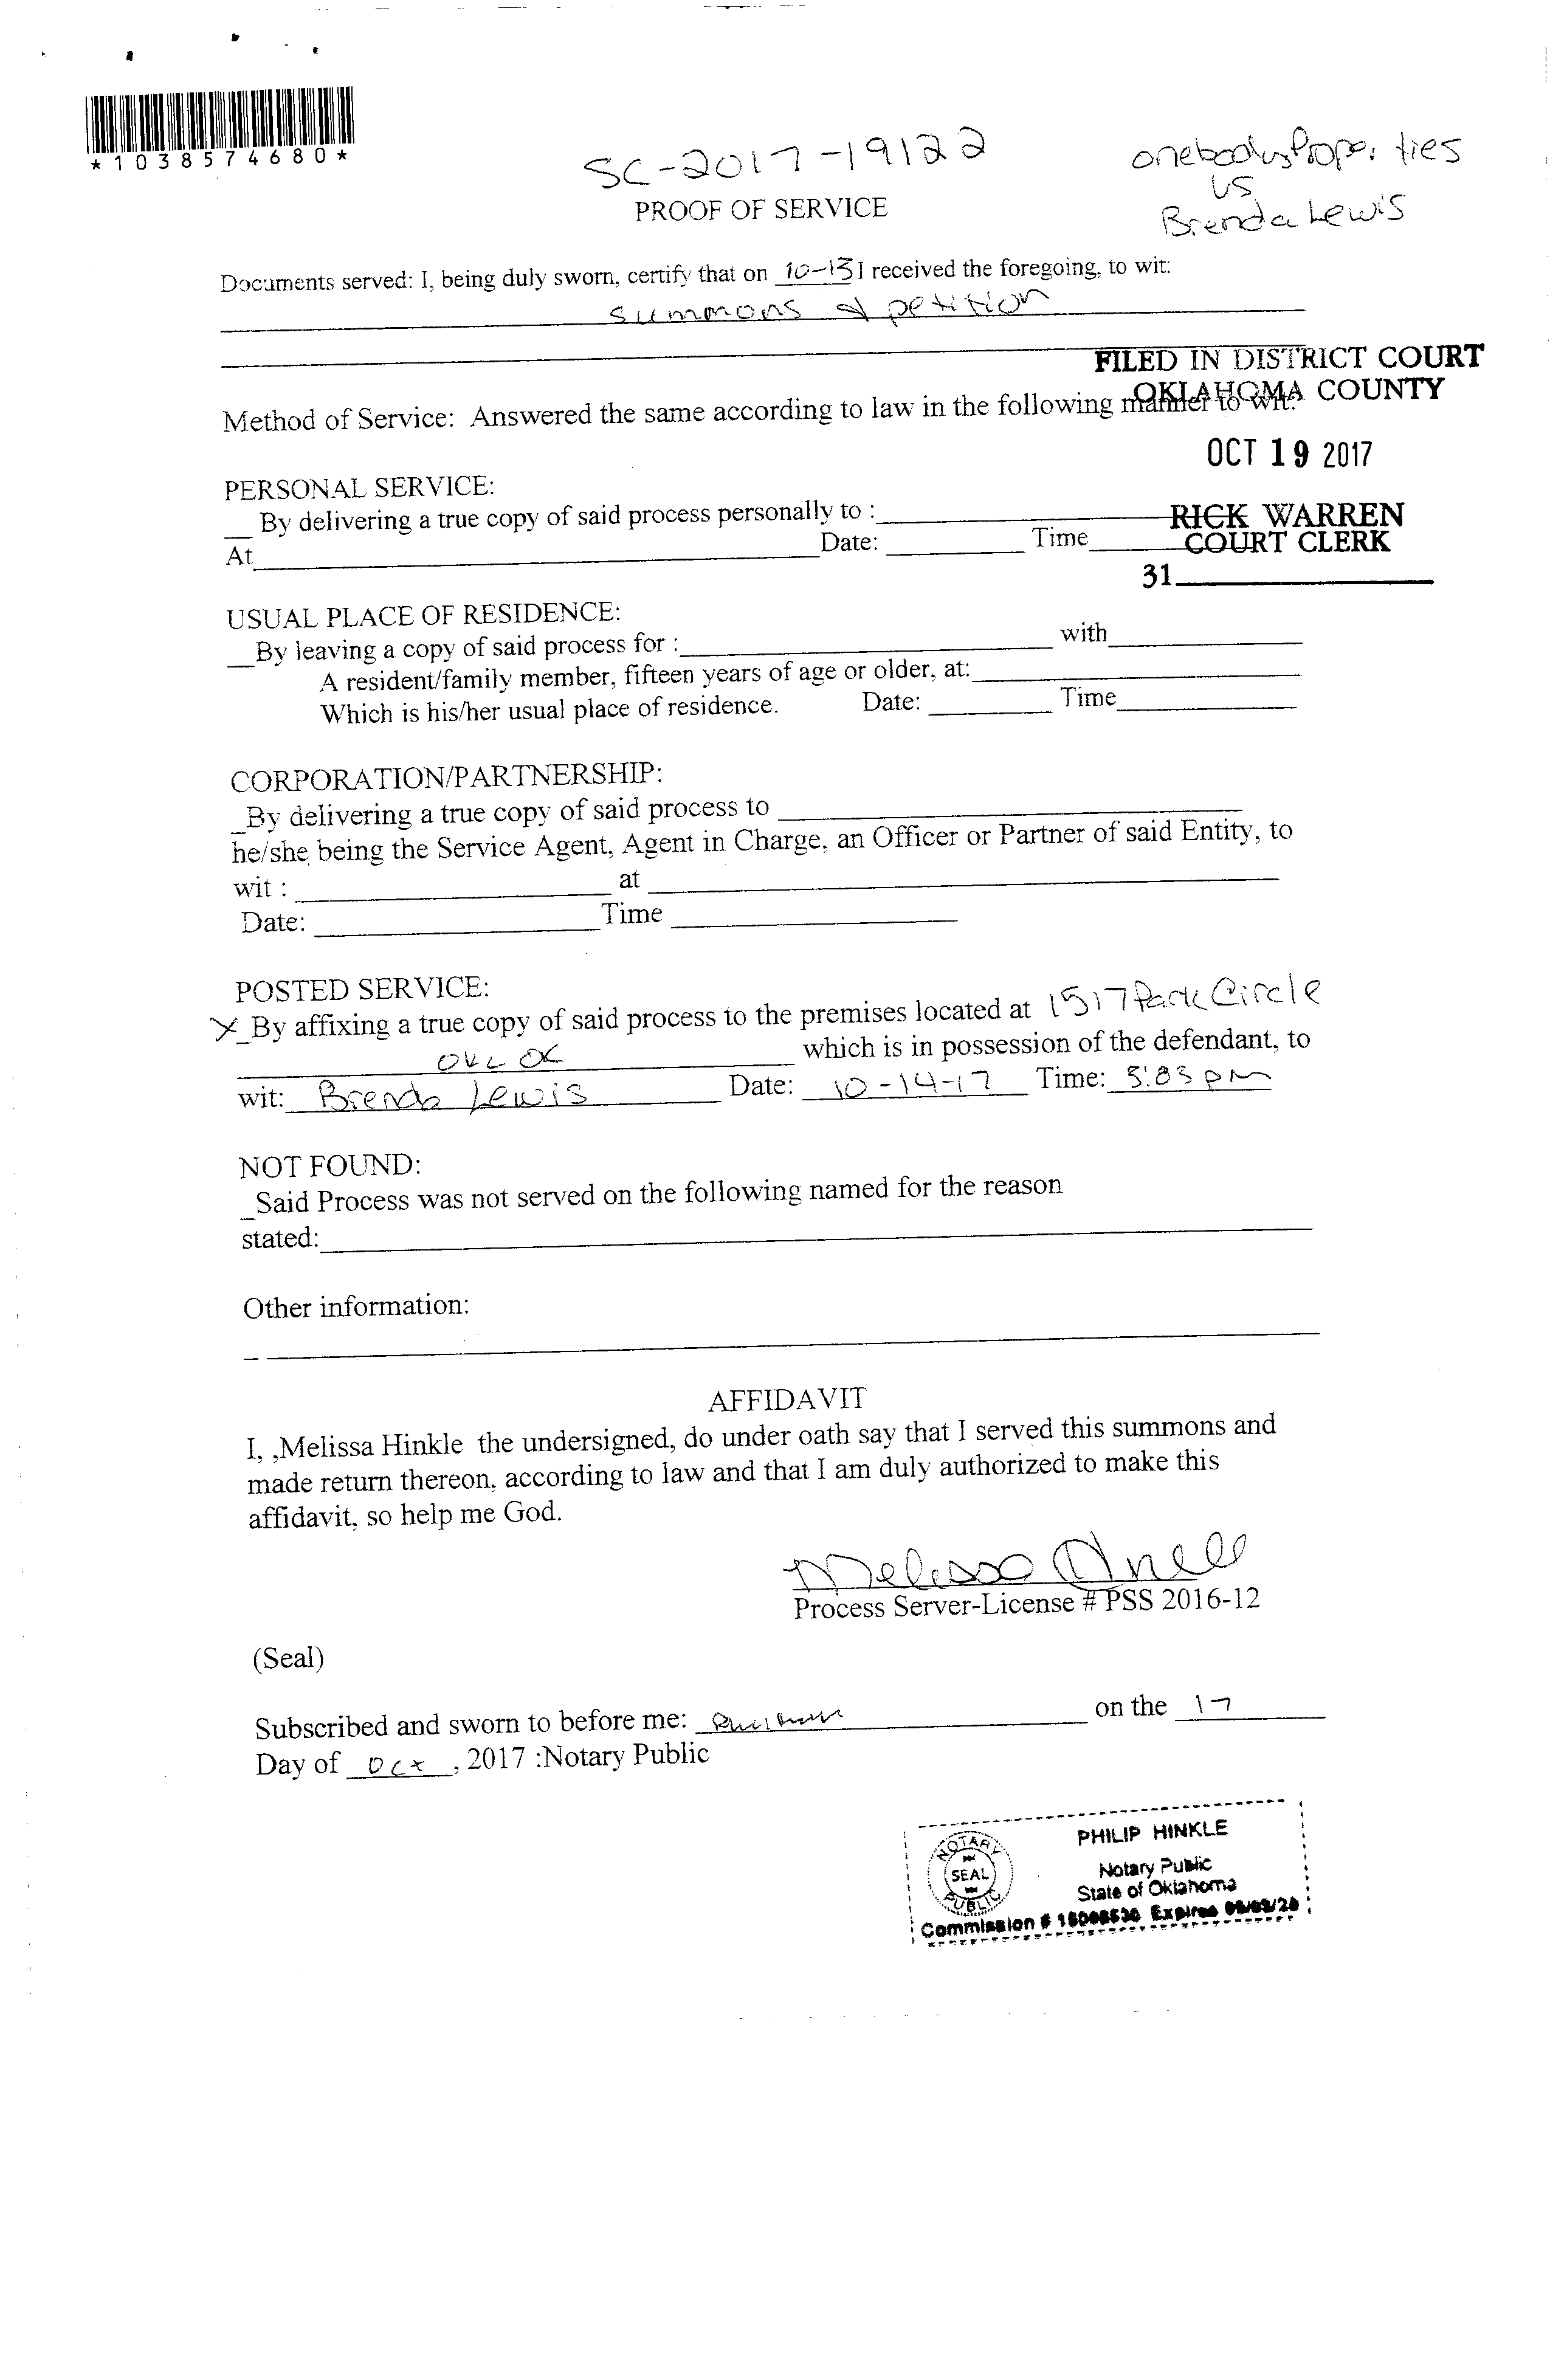 *1038574680*
SC-2017-19122
onebody Properties
vs
Brenda Lewis
PROOF OF SERVICE
Documents served: I, being duly sworn, certify that on 10-13 I received the foregoing, to wit:
summons & petition
FILED IN DISTRICT COURT
OKLAHOMA COUNTY
Method of Service: Answered the same according to law in the following manner to wit:
OCT 19 2017
PERSONAL SERVICE:
__ By delivering a true copy of said process personally to :
RICK WARREN
At Date: Time
COURT CLERK
31
USUAL PLACE OF RESIDENCE:
__By leaving a copy of said process for : with
A resident/family member, fifteen years of age or older, at:
Which is his/her usual place of residence. Date: Time
CORPORATION/PARTNERSHIP:
_By delivering a true copy of said process to
he/she being the Service Agent, Agent in Charge, an Officer or Partner of said Entity, to
wit : at
Date: Time
POSTED SERVICE:
X_By affixing a true copy of said process to the premises located at 1517 Park Circle
OKC OK which is in possession of the defendant, to
wit: Brenda Lewis Date: 10-14-17 Time: pm
NOT FOUND:
_Said Process was not served on the following named for the reason
stated:
Other information:
AFFIDAVIT
I, ,Melissa Hinkle the undersigned, do under oath say that I served this summons and
made return thereon, according to law and that I am duly authorized to make this
affidavit, so help me God.
Melissa
Process Server-License # PSS 2016-12
(Seal)
Subscribed and sworn to before me: on the 17
Day of Oct , 2017 :Notary Public
NOTARY
SEAL
PUBLIC
PHILIP HINKLE
Notary Public
State of Oklahoma
Commission # Expires